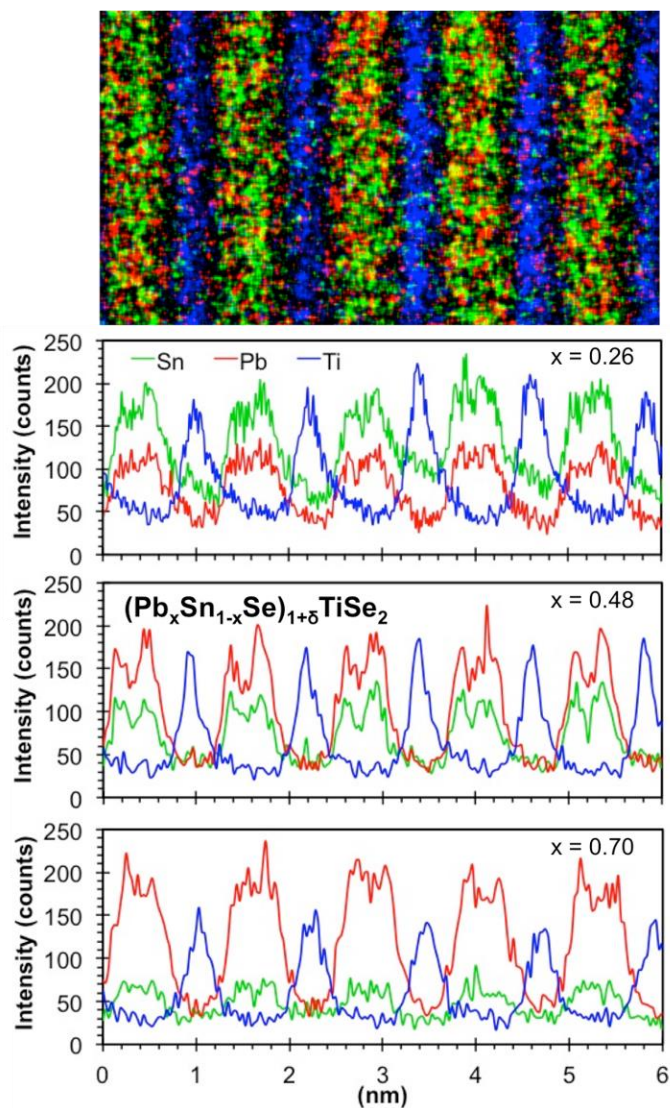 250
Sn Pb Ti
x = 0.26
200
150
100
50
0
Intensity (counts)
250
(PbₓSn₁₋ₓSe)₁₊δTiSe₂
x = 0.48
200
150
100
50
0
Intensity (counts)
250
x = 0.70
200
150
100
50
0
Intensity (counts)
0 1 2 3 4 5 6
(nm)